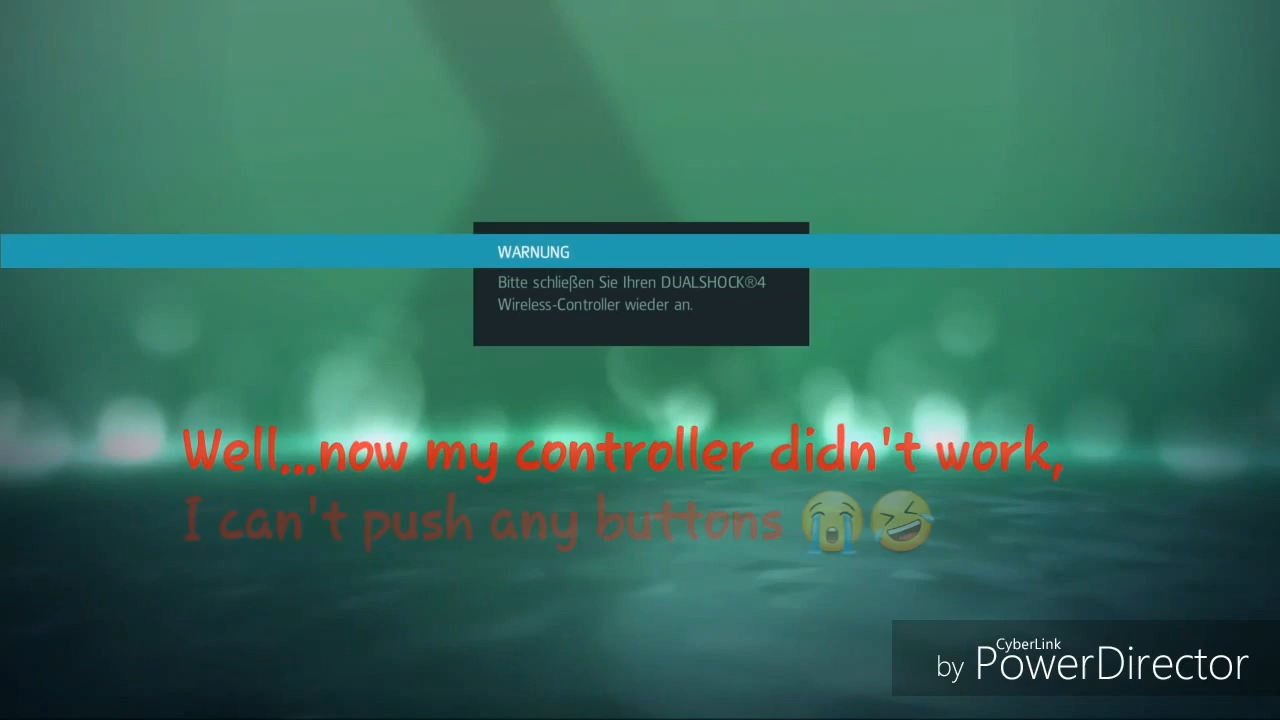 WARNUNG
Bitte schließen Sie Ihren DUALSHOCK®4
Wireless-Controller wieder an.
Well...now my controller didn't work,
I can't push any buttons 😭🤣
CyberLink
by PowerDirector